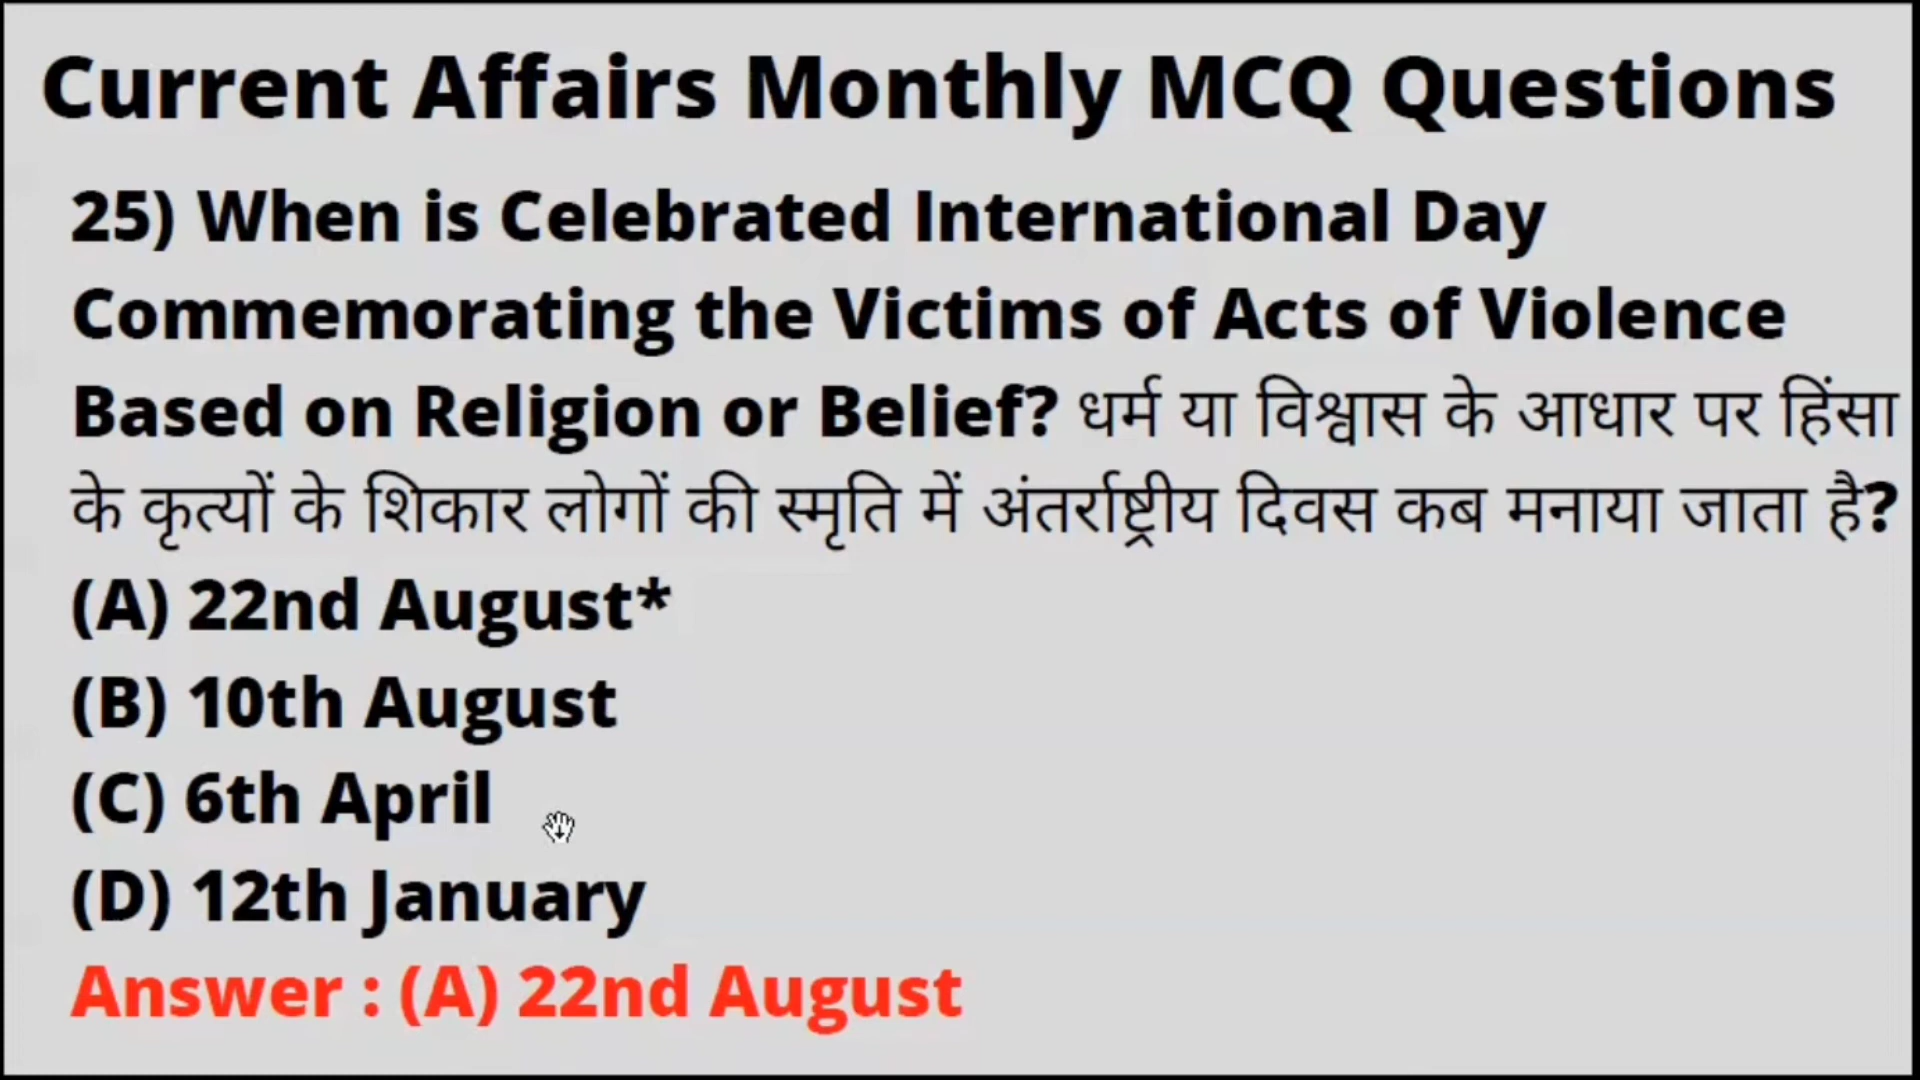 Current Affairs Monthly MCQ Questions
25) When is Celebrated International Day
Commemorating the Victims of Acts of Violence
Based on Religion or Belief? धर्म या विश्वास के आधार पर हिंसा
के कृत्यों के शिकार लोगों की स्मृति में अंतर्राष्ट्रीय दिवस कब मनाया जाता है?
(A) 22nd August*
(B) 10th August
(C) 6th April
(D) 12th January
Answer : (A) 22nd August